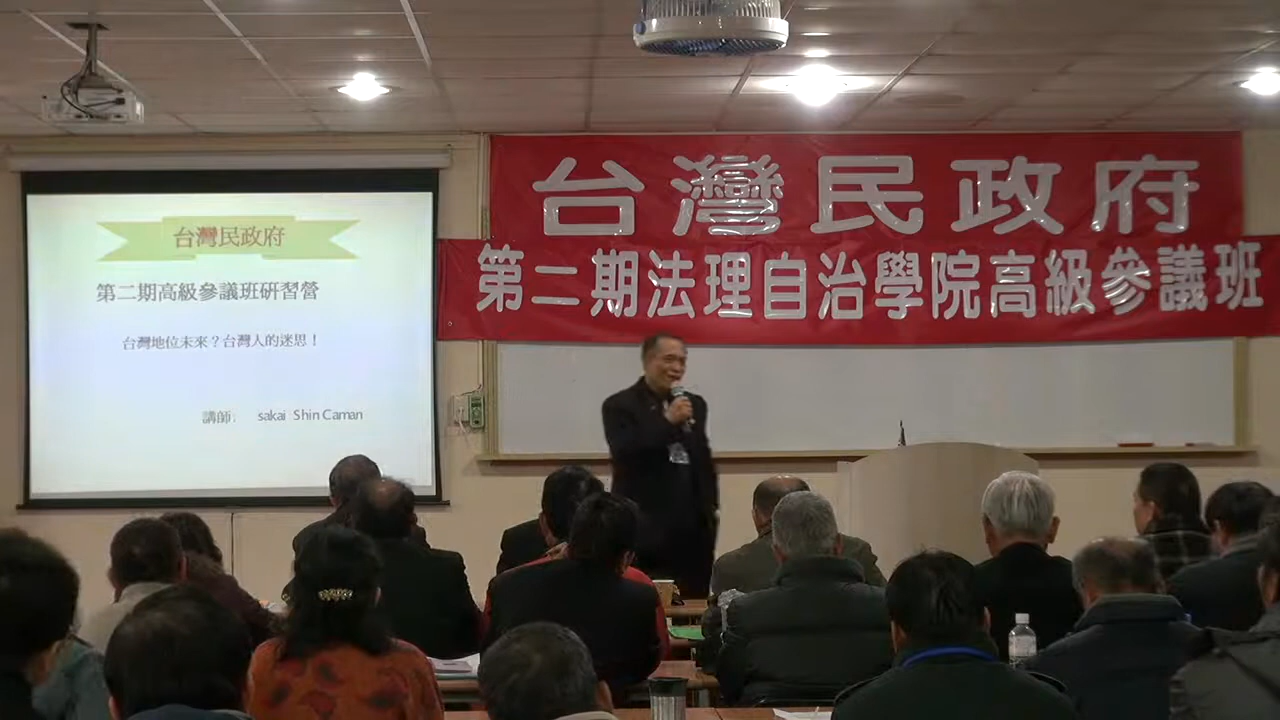 台灣民政府
第二期高級參議班研習營
台灣地位未來？台灣人的迷思！
講師： sakai Shin Caman
台灣民政府
第二期法理自治學院高級參議班